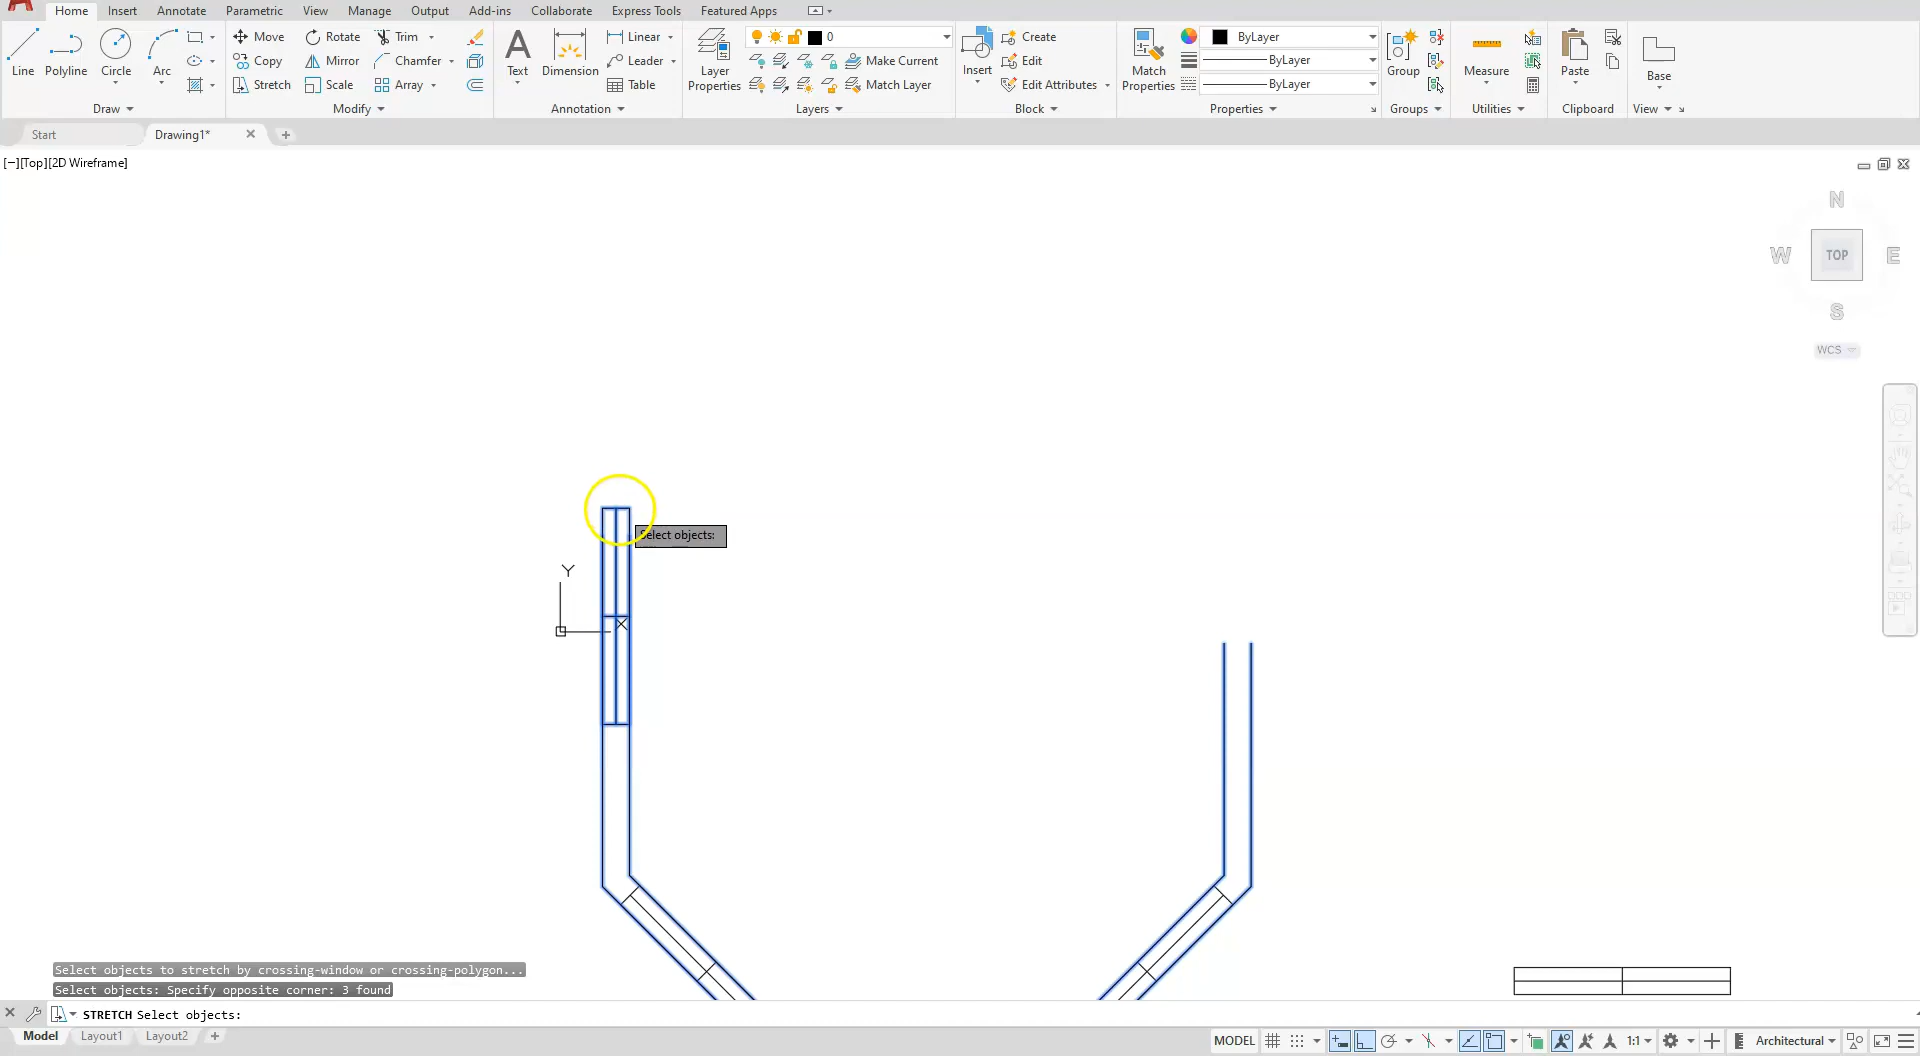 Home Insert Annotate Parametric View Manage Output Add-ins Collaborate Express Tools Featured Apps
Move Rotate Trim Linear 0 Create ByLayer
Copy Mirror Chamfer Leader Make Current Edit ByLayer
Line Polyline Circle Arc Text Dimension Layer Properties Insert Match Properties Group Measure Paste Base
Stretch Scale Array Table Match Layer Edit Attributes ByLayer
Draw Modify Annotation Layers Block Properties Groups Utilities Clipboard View
Start Drawing1*
[−][Top][2D Wireframe]
N
W TOP E
S
WCS
Select objects:
Y
Select objects to stretch by crossing-window or crossing-polygon...
Select objects: Specify opposite corner: 3 found
STRETCH Select objects:
Model Layout1 Layout2 MODEL 1:1 Architectural